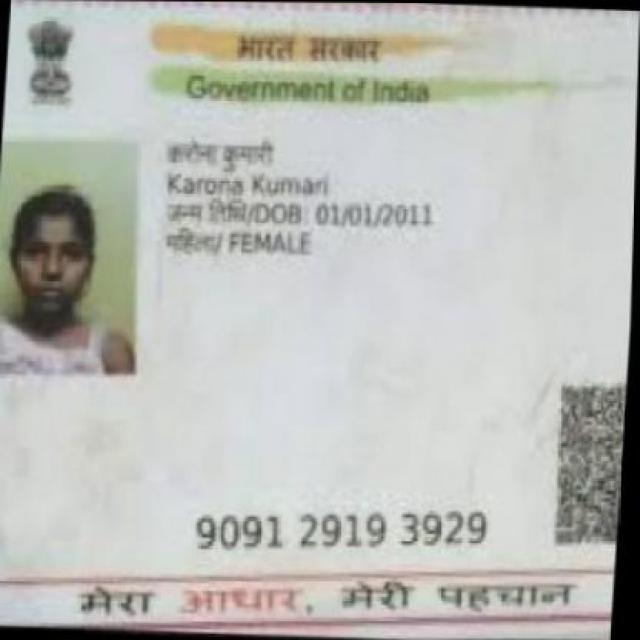 भारत सरकार
Government of India
करोना कुमारी
Karona Kumari
जन्म तिथि/DOB: 01/01/2011
महिला/ FEMALE
9091 2919 3929
मेरा आधार, मेरी पहचान